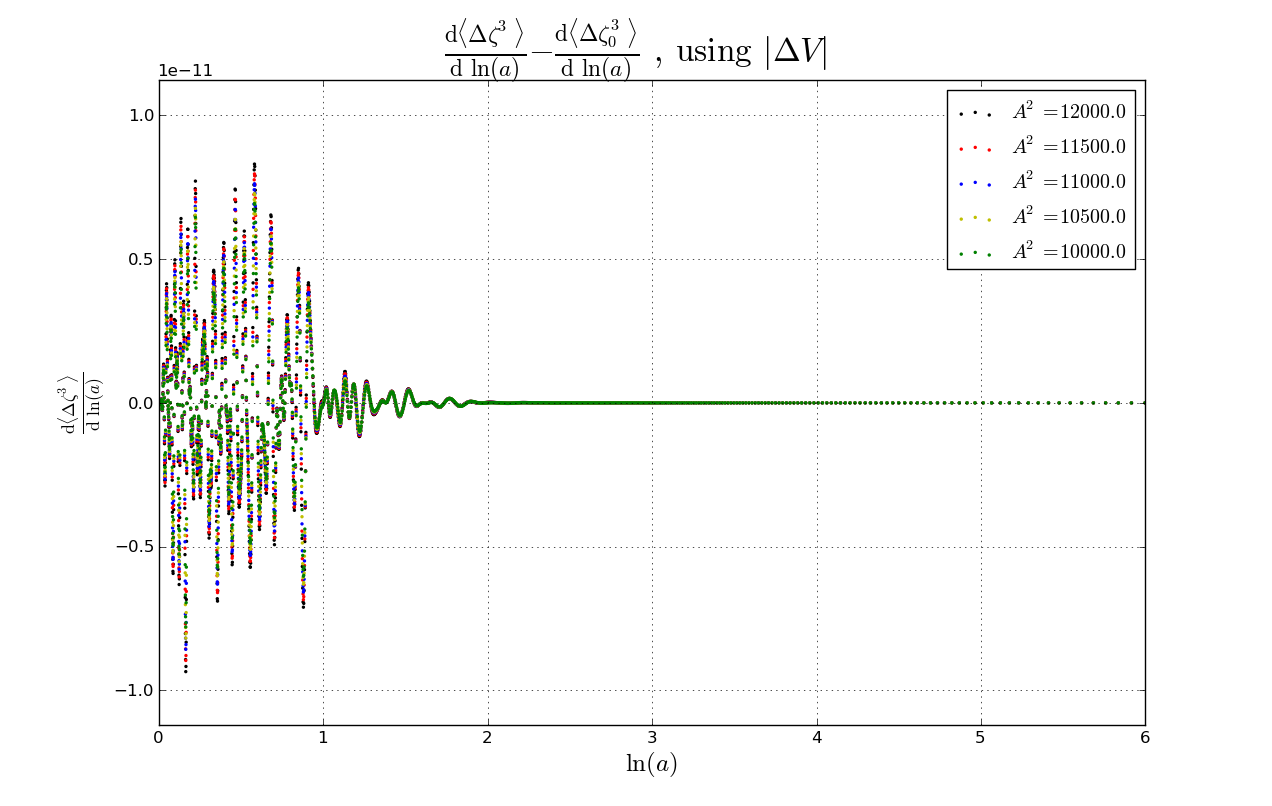 d⟨Δζ³⟩/d ln(a) − d⟨Δζ₀³⟩/d ln(a) , using |ΔV|
1e−11
1.0
0.5
0.0
−0.5
−1.0
d⟨Δζ³⟩/d ln(a)
A² =12000.0
A² =11500.0
A² =11000.0
A² =10500.0
A² =10000.0
0 1 2 3 4 5 6
ln(a)